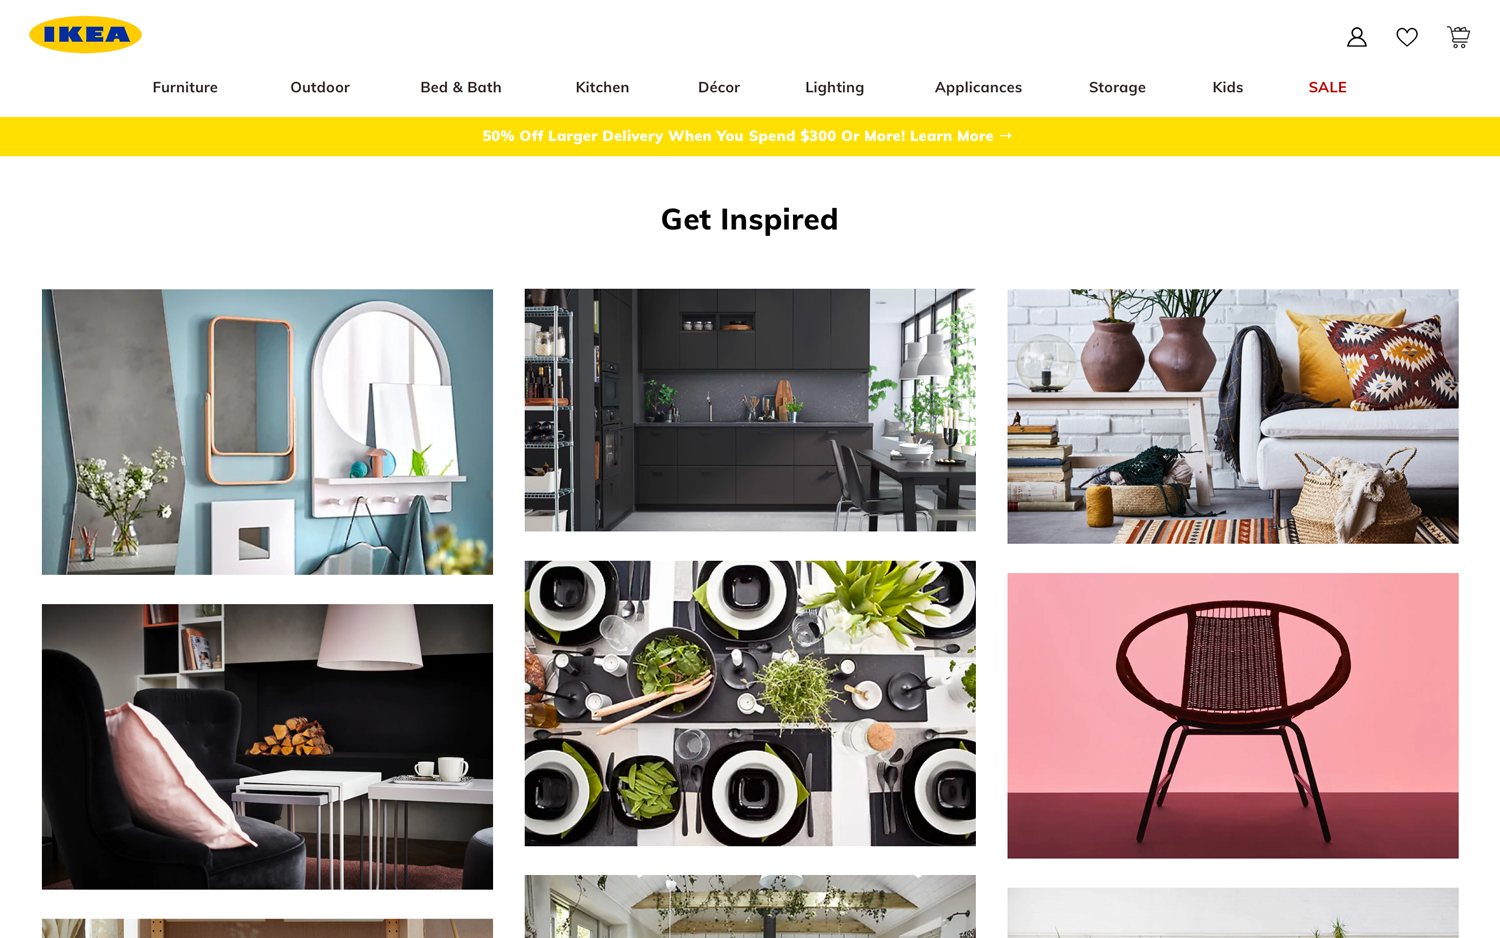 IKEA
Furniture
Outdoor
Bed & Bath
Kitchen
Décor
Lighting
Applicances
Storage
Kids
SALE
50% Off Larger Delivery When You Spend $300 Or More! Learn More →
Get Inspired